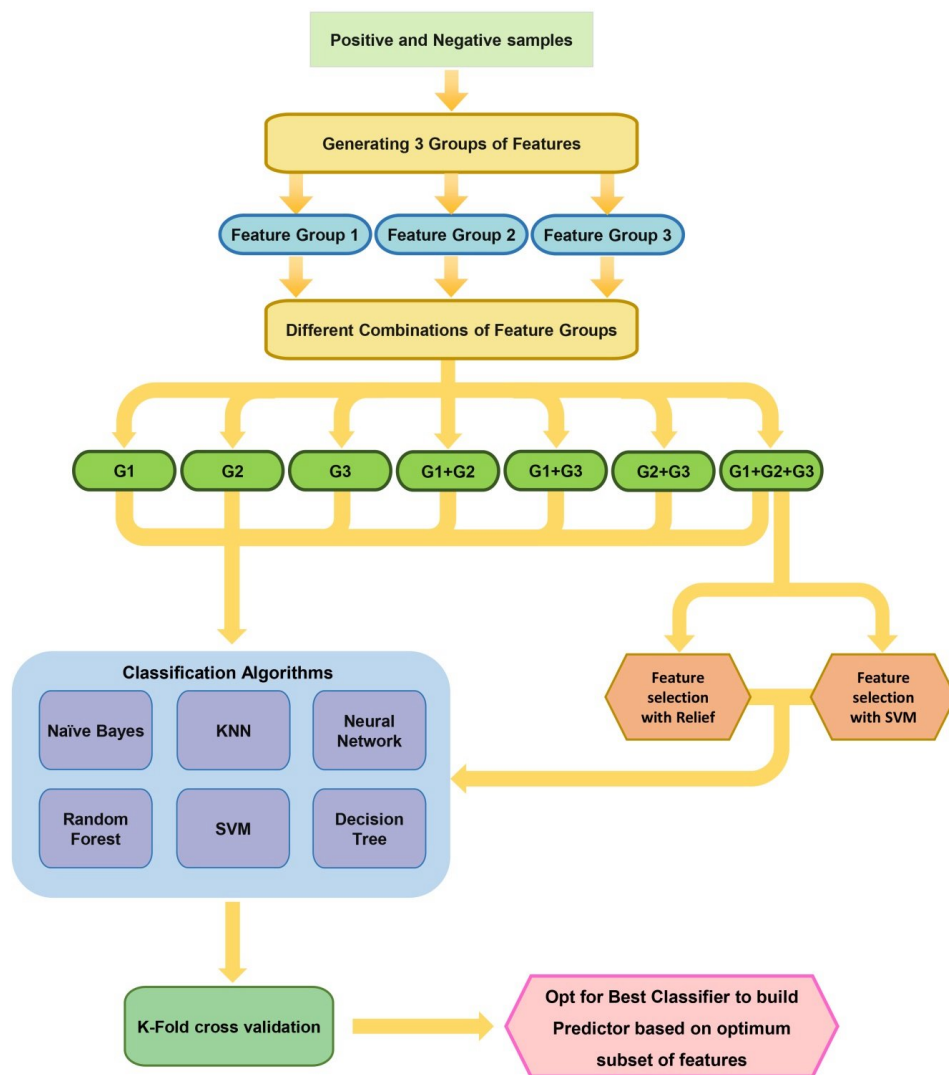 Positive and Negative samples
Generating 3 Groups of Features
Feature Group 1
Feature Group 2
Feature Group 3
Different Combinations of Feature Groups
G1
G2
G3
G1+G2
G1+G3
G2+G3
G1+G2+G3
Classification Algorithms
Naïve Bayes
KNN
Neural
Network
Random
Forest
SVM
Decision
Tree
Feature
selection
with Relief
Feature
selection
with SVM
K-Fold cross validation
Opt for Best Classifier to build
Predictor based on optimum
subset of features